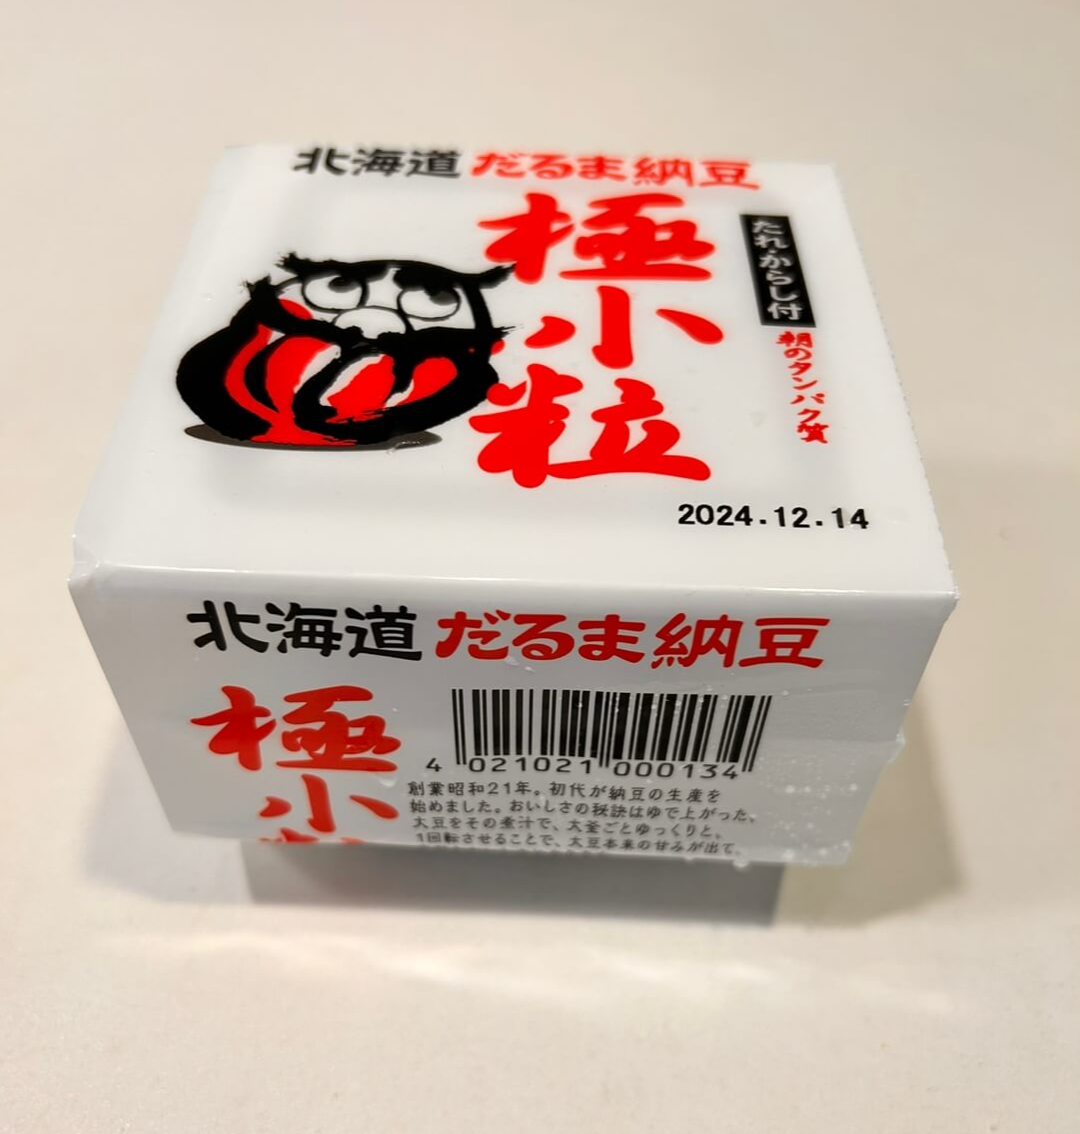 北海道 だるま納豆
極小粒
たれ・からし付
朝のタンパク質
2024.12.14
北海道 だるま納豆
極小
4 021021 000134
創業昭和21年。初代が納豆の生産を
始めました。おいしさの秘訣はゆで上がった、
大豆をその煮汁で、大釜ごとゆっくりと、
1回転させることで、大豆本来の甘みが出て、